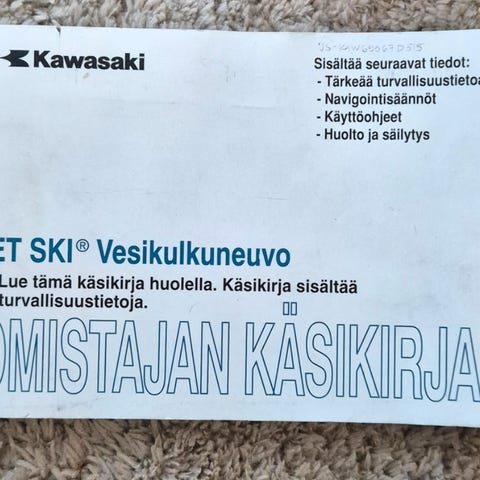 Kawasaki
Sisältää seuraavat tiedot:
- Tärkeää turvallisuustietoa
- Navigointisäännöt
- Käyttöohjeet
- Huolto ja säilytys
ET SKI® Vesikulkuneuvo
Lue tämä käsikirja huolella. Käsikirja sisältää
turvallisuustietoja.
OMISTAJAN KÄSIKIRJA